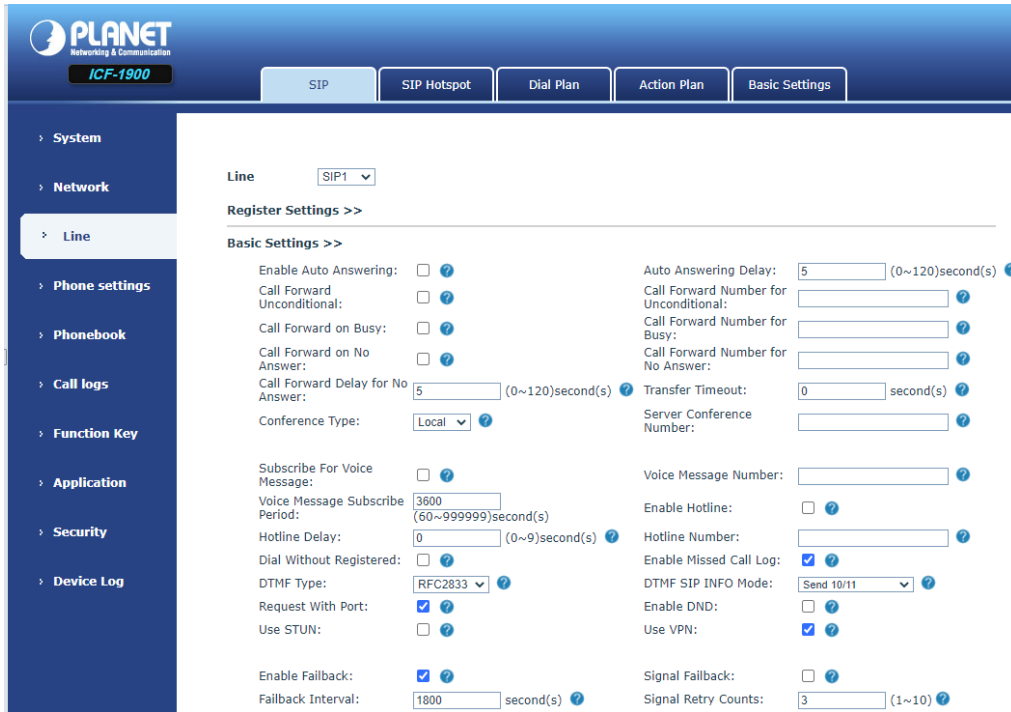 PLANET
Networking & Communication
ICF-1900
SIP
SIP Hotspot
Dial Plan
Action Plan
Basic Settings
› System
› Network
› Line
› Phone settings
› Phonebook
› Call logs
› Function Key
› Application
› Security
› Device Log
Line SIP1
Register Settings >>
Basic Settings >>
Enable Auto Answering: ?
Auto Answering Delay: 5 (0~120)second(s) ?
Call Forward
Unconditional: ?
Call Forward Number for
Unconditional: ?
Call Forward on Busy: ?
Call Forward Number for
Busy: ?
Call Forward on No
Answer: ?
Call Forward Number for
No Answer: ?
Call Forward Delay for No
Answer: 5 (0~120)second(s) ?
Transfer Timeout: 0 second(s) ?
Conference Type: Local ?
Server Conference
Number: ?
Subscribe For Voice
Message: ?
Voice Message Number: ?
Voice Message Subscribe
Period: 3600
(60~999999)second(s)
Enable Hotline: ?
Hotline Delay: 0 (0~9)second(s) ?
Hotline Number: ?
Dial Without Registered: ?
Enable Missed Call Log: ?
DTMF Type: RFC2833 ?
DTMF SIP INFO Mode: Send 10/11 ?
Request With Port: ?
Enable DND: ?
Use STUN: ?
Use VPN: ?
Enable Failback: ?
Signal Failback: ?
Failback Interval: 1800 second(s) ?
Signal Retry Counts: 3 (1~10) ?